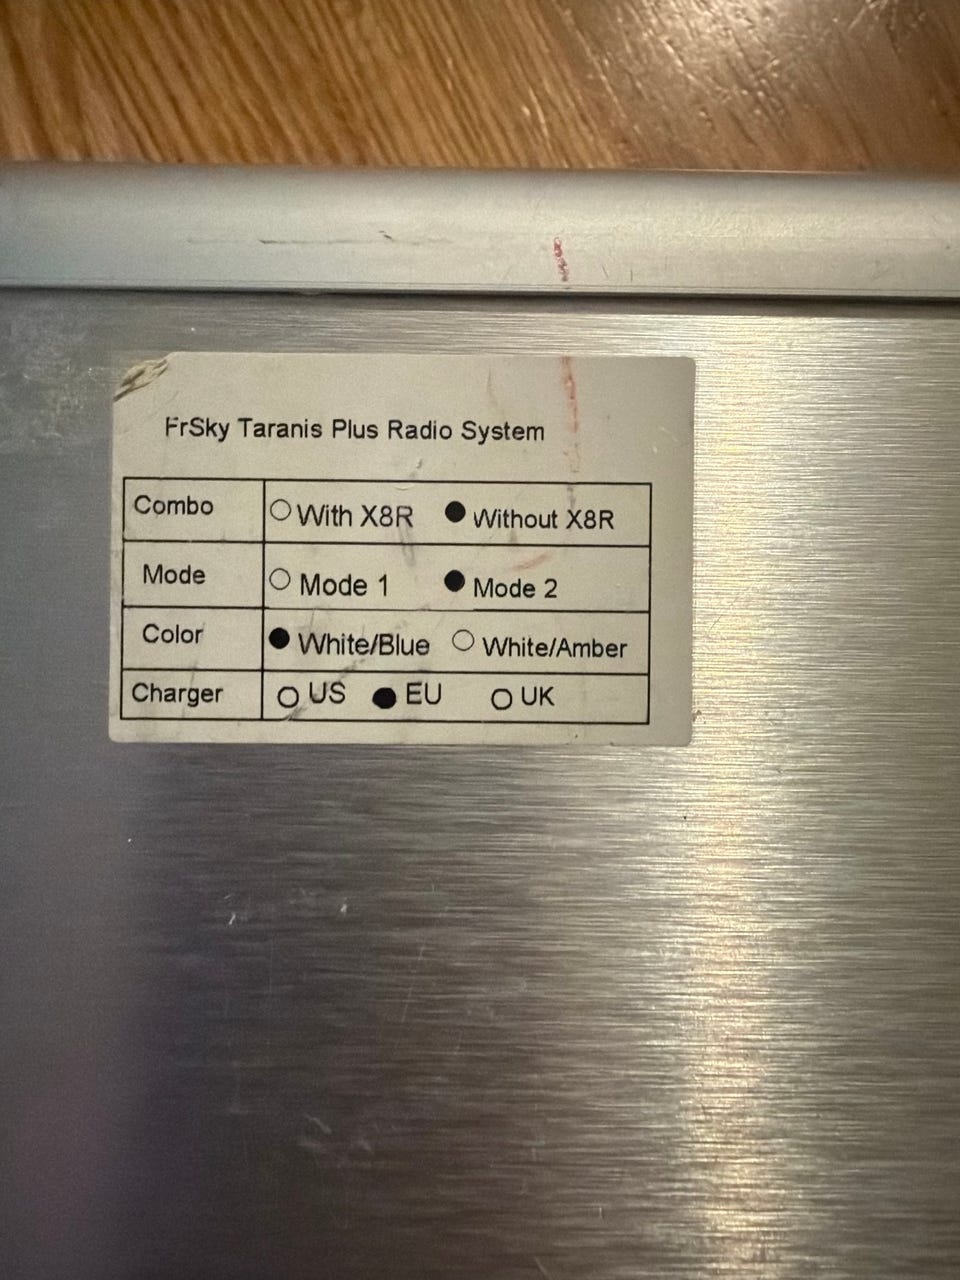 FrSky Taranis Plus Radio System
Combo ○ With X8R ● Without X8R
Mode ○ Mode 1 ● Mode 2
Color ● White/Blue ○ White/Amber
Charger ○ US ● EU ○ UK